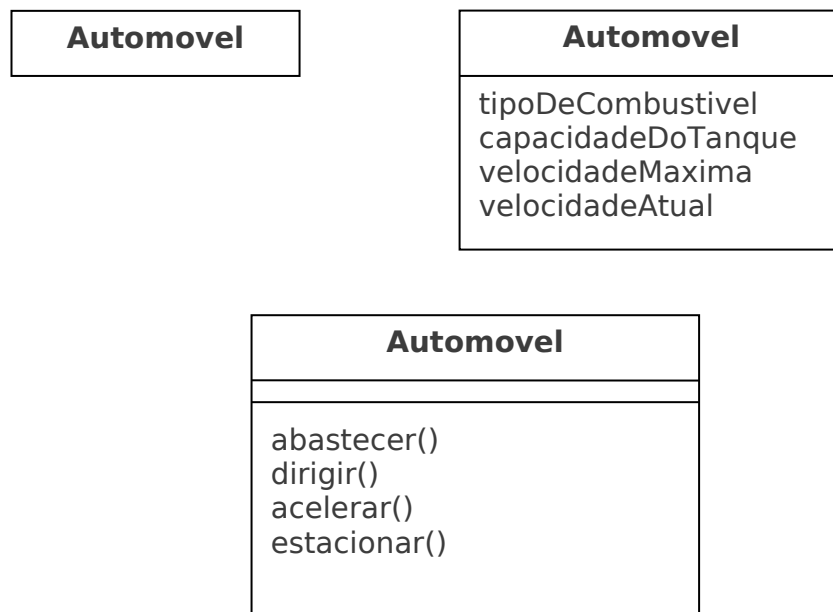 Automovel
Automovel
tipoDeCombustivel
capacidadeDoTanque
velocidadeMaxima
velocidadeAtual
Automovel
abastecer()
dirigir()
acelerar()
estacionar()